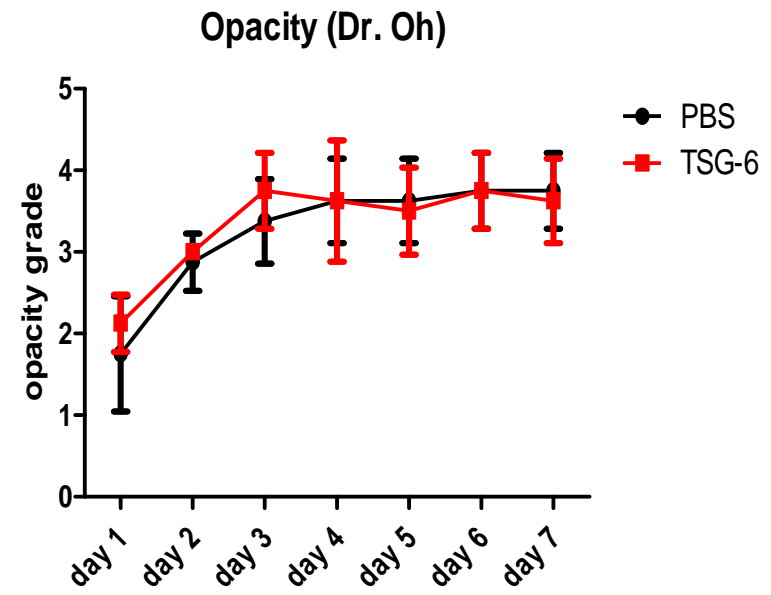 Opacity (Dr. Oh)
5
4
3
2
1
0
opacity grade
day 1
day 2
day 3
day 4
day 5
day 6
day 7
PBS
TSG-6